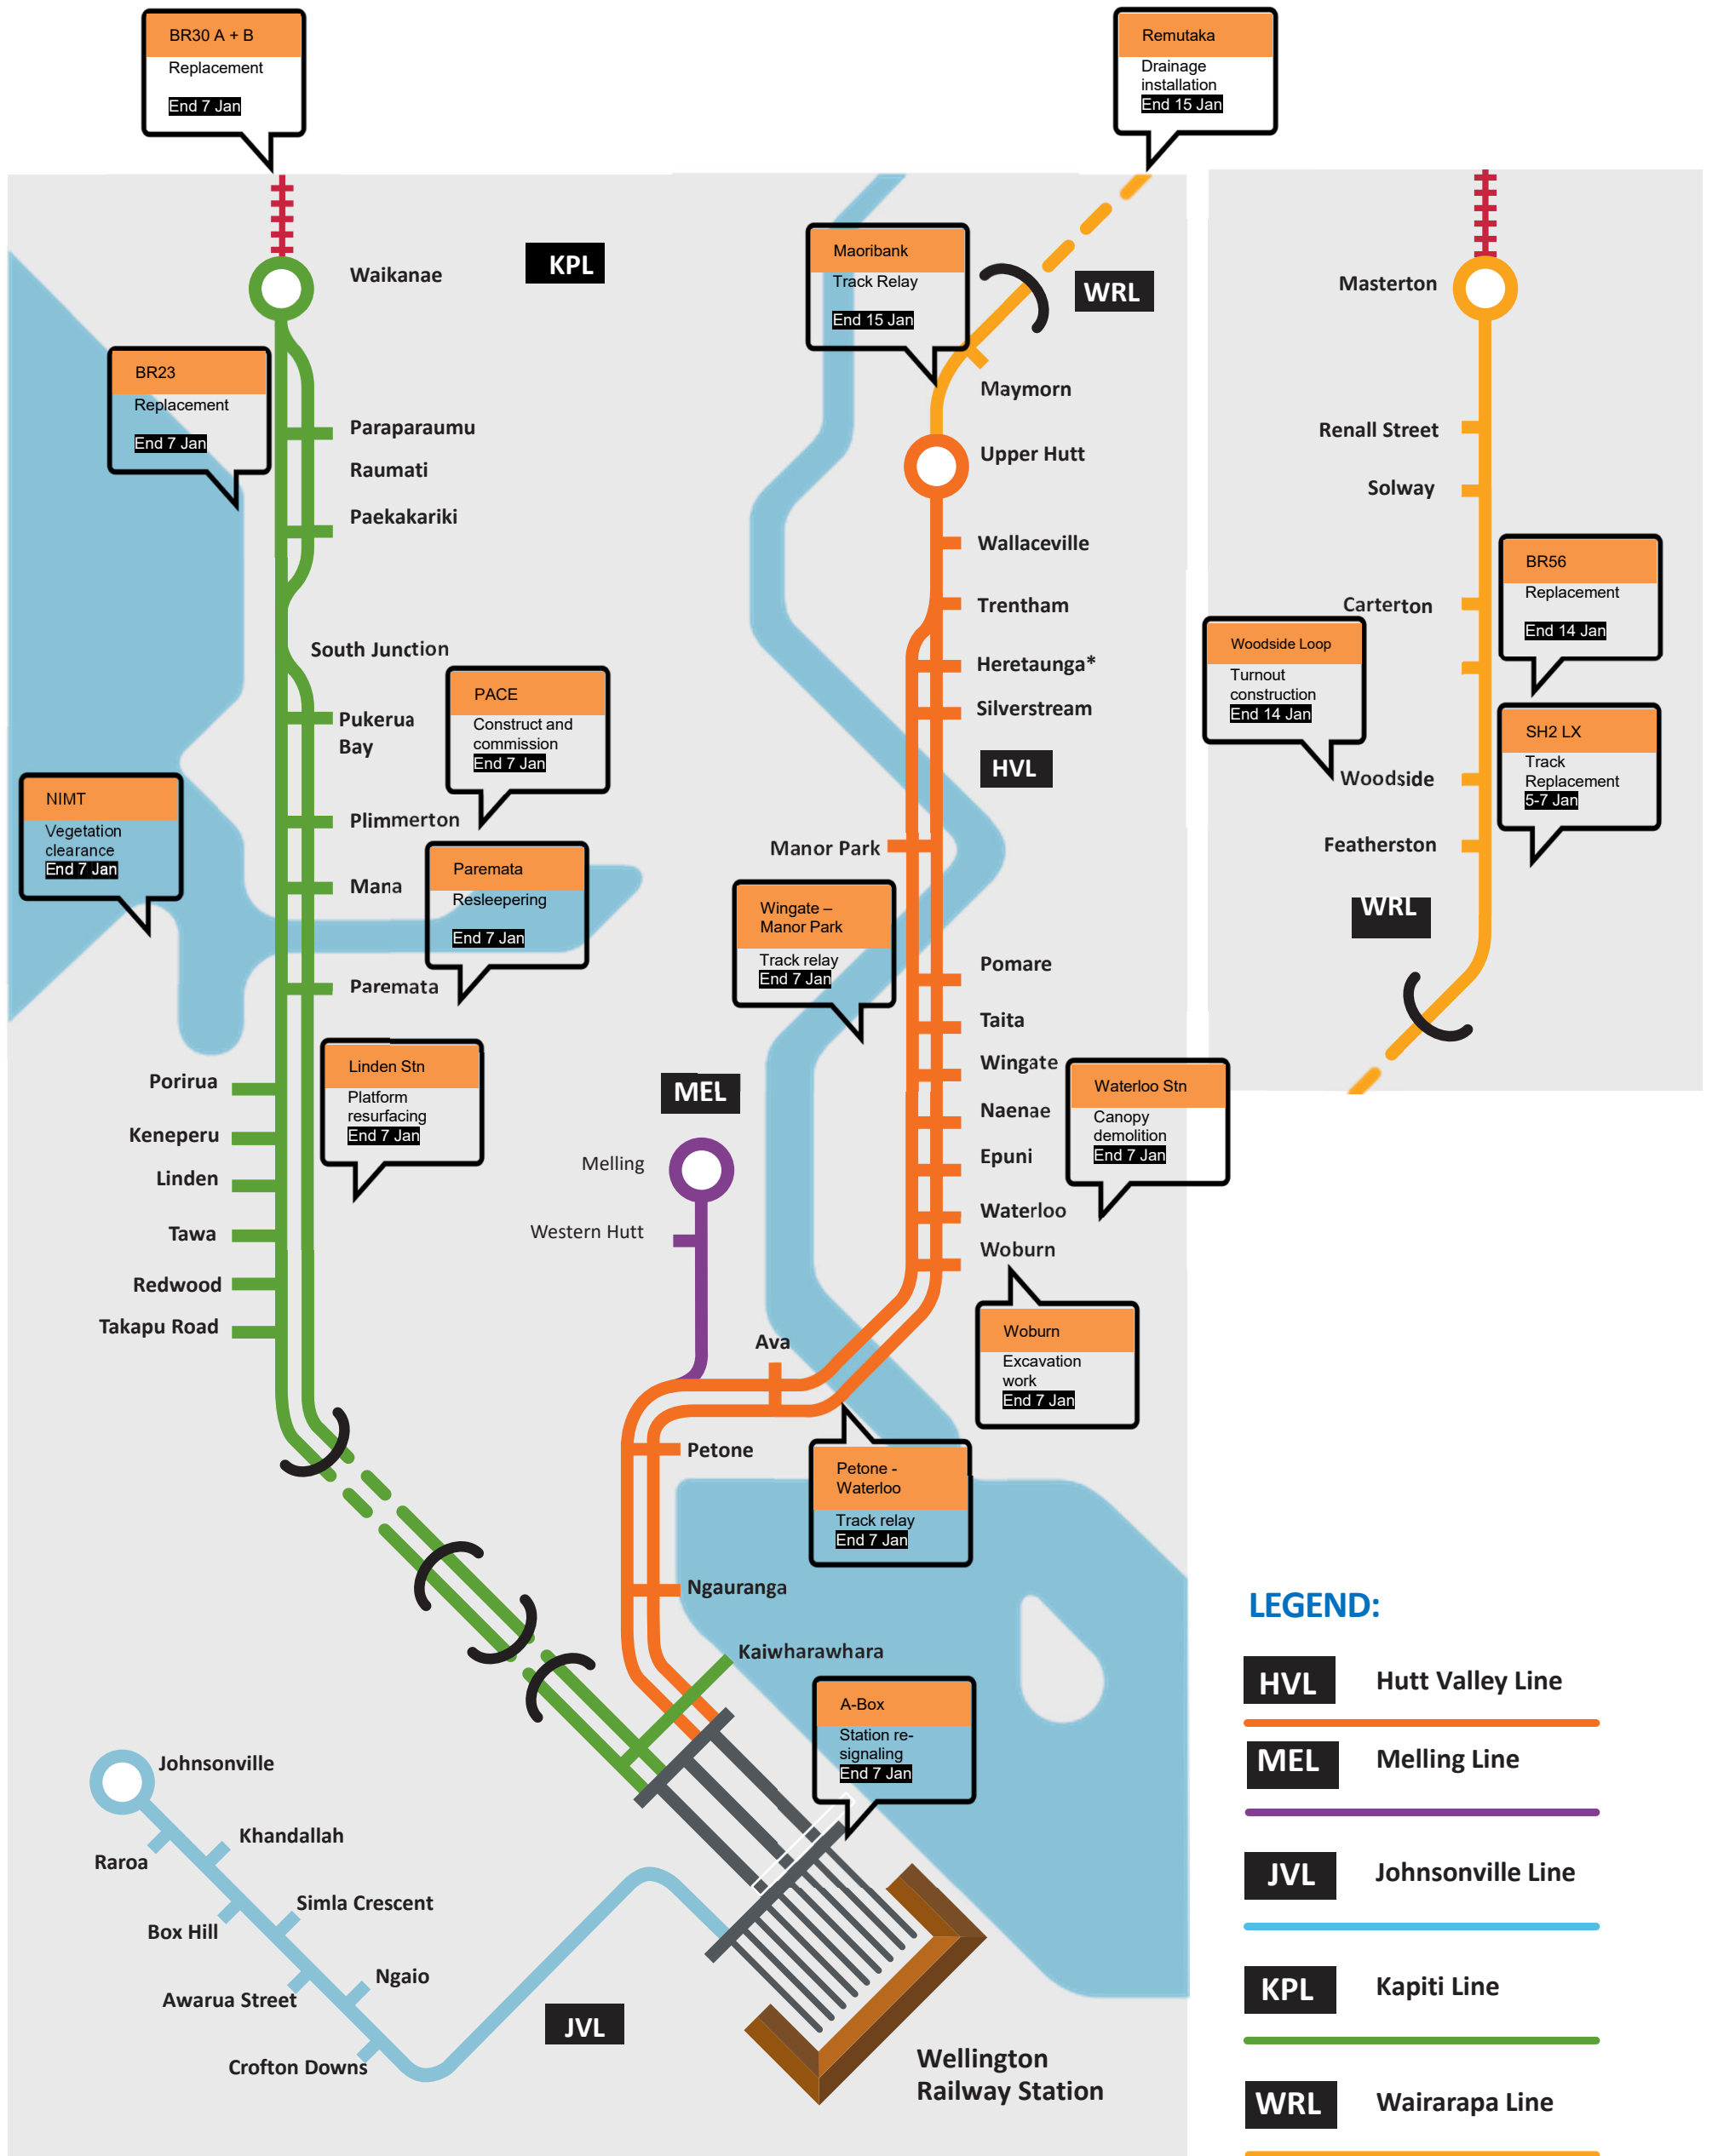 BR30 A + B
Replacement
End 7 Jan
Remutaka
Drainage
installation
End 15 Jan
Waikanae
KPL
Maoribank
Track Relay
End 15 Jan
WRL
Maymorn
Masterton
BR23
Replacement
End 7 Jan
Paraparaumu
Raumati
Paekakariki
Upper Hutt
Renall Street
Solway
Wallaceville
Trentham
Heretaunga*
Silverstream
BR56
Replacement
End 14 Jan
Carterton
Woodside Loop
Turnout
construction
End 14 Jan
South Junction
PACE
Construct and
commission
End 7 Jan
Pukerua
Bay
HVL
SH2 LX
Track
Replacement
5-7 Jan
Woodside
Featherston
WRL
NIMT
Vegetation
clearance
End 7 Jan
Plimmerton
Mana
Paremata
Resleepering
End 7 Jan
Paremata
Manor Park
Wingate –
Manor Park
Track relay
End 7 Jan
Pomare
Taita
Wingate
Naenae
Epuni
Waterloo
Woburn
Waterloo Stn
Canopy
demolition
End 7 Jan
Porirua
Keneperu
Linden
Tawa
Redwood
Takapu Road
Linden Stn
Platform
resurfacing
End 7 Jan
MEL
Melling
Western Hutt
Ava
Woburn
Excavation
work
End 7 Jan
Petone
Petone -
Waterloo
Track relay
End 7 Jan
Ngauranga
Kaiwharawhara
A-Box
Station re-
signaling
End 7 Jan
Johnsonville
Khandallah
Raroa
Simla Crescent
Box Hill
Ngaio
Awarua Street
Crofton Downs
JVL
Wellington
Railway Station
LEGEND:
HVL Hutt Valley Line
MEL Melling Line
JVL Johnsonville Line
KPL Kapiti Line
WRL Wairarapa Line